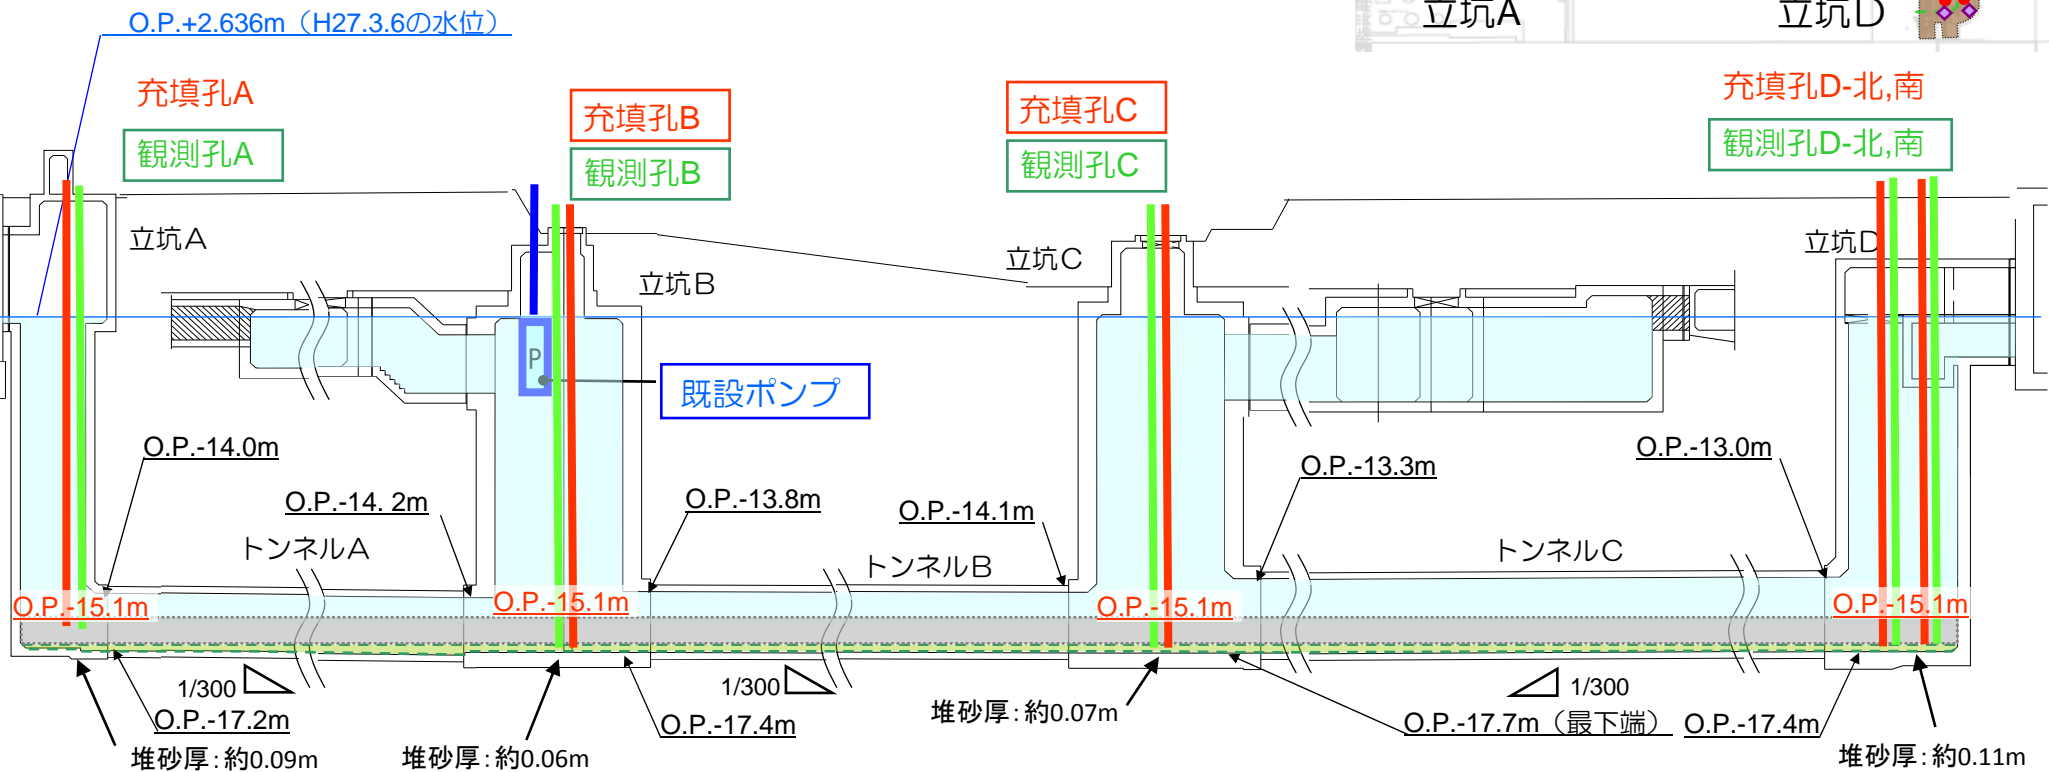 立坑A
立坑D
O.P.+2.636m（H27.3.6の水位）
充填孔A
観測孔A
充填孔B
観測孔B
充填孔C
観測孔C
充填孔D-北,南
観測孔D-北,南
立坑A
立坑B
立坑C
立坑D
P
既設ポンプ
O.P.-14.0m
O.P.-14. 2m
O.P.-13.8m
O.P.-14.1m
O.P.-13.3m
O.P.-13.0m
トンネルA
トンネルB
トンネルC
O.P.-15.1m
O.P.-15.1m
O.P.-15.1m
O.P.-15.1m
1/300
1/300
1/300
O.P.-17.2m
O.P.-17.4m
O.P.-17.7m（最下端）
O.P.-17.4m
堆砂厚：約0.09m
堆砂厚：約0.06m
堆砂厚：約0.07m
堆砂厚：約0.11m